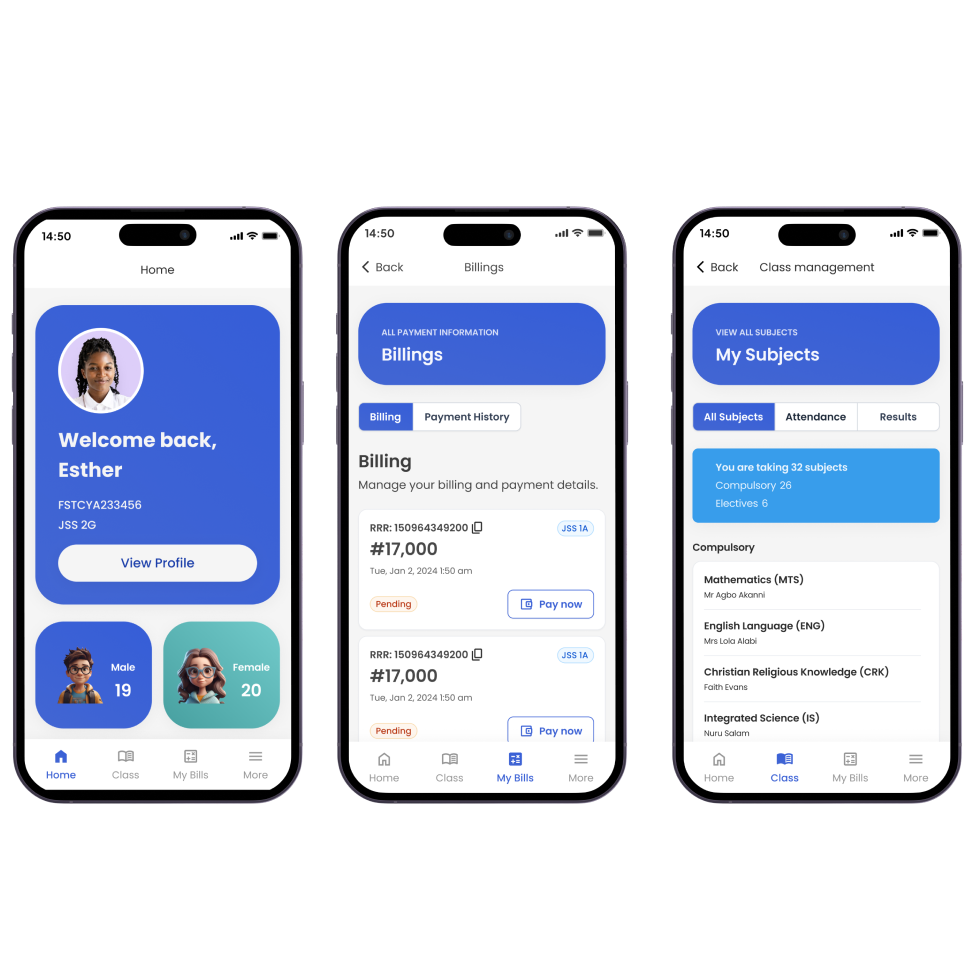 14:50
Home
Welcome back,
Esther
FSTCYA233456
JSS 2G
View Profile
Male
19
Female
20
Home
Class
My Bills
More
14:50
Back
Billings
ALL PAYMENT INFORMATION
Billings
Billing
Payment History
Billing
Manage your billing and payment details.
RRR: 150964349200
JSS 1A
#17,000
Tue, Jan 2, 2024 1:50 am
Pending
Pay now
RRR: 150964349200
JSS 1A
#17,000
Tue, Jan 2, 2024 1:50 am
Pending
Pay now
Home
Class
My Bills
More
14:50
Back
Class management
VIEW ALL SUBJECTS
My Subjects
All Subjects
Attendance
Results
You are taking 32 subjects
Compulsory 26
Electives 6
Compulsory
Mathematics (MTS)
Mr Agbo Akanni
English Language (ENG)
Mrs Lola Alabi
Christian Religious Knowledge (CRK)
Faith Evans
Integrated Science (IS)
Nuru Salam
Home
Class
My Bills
More